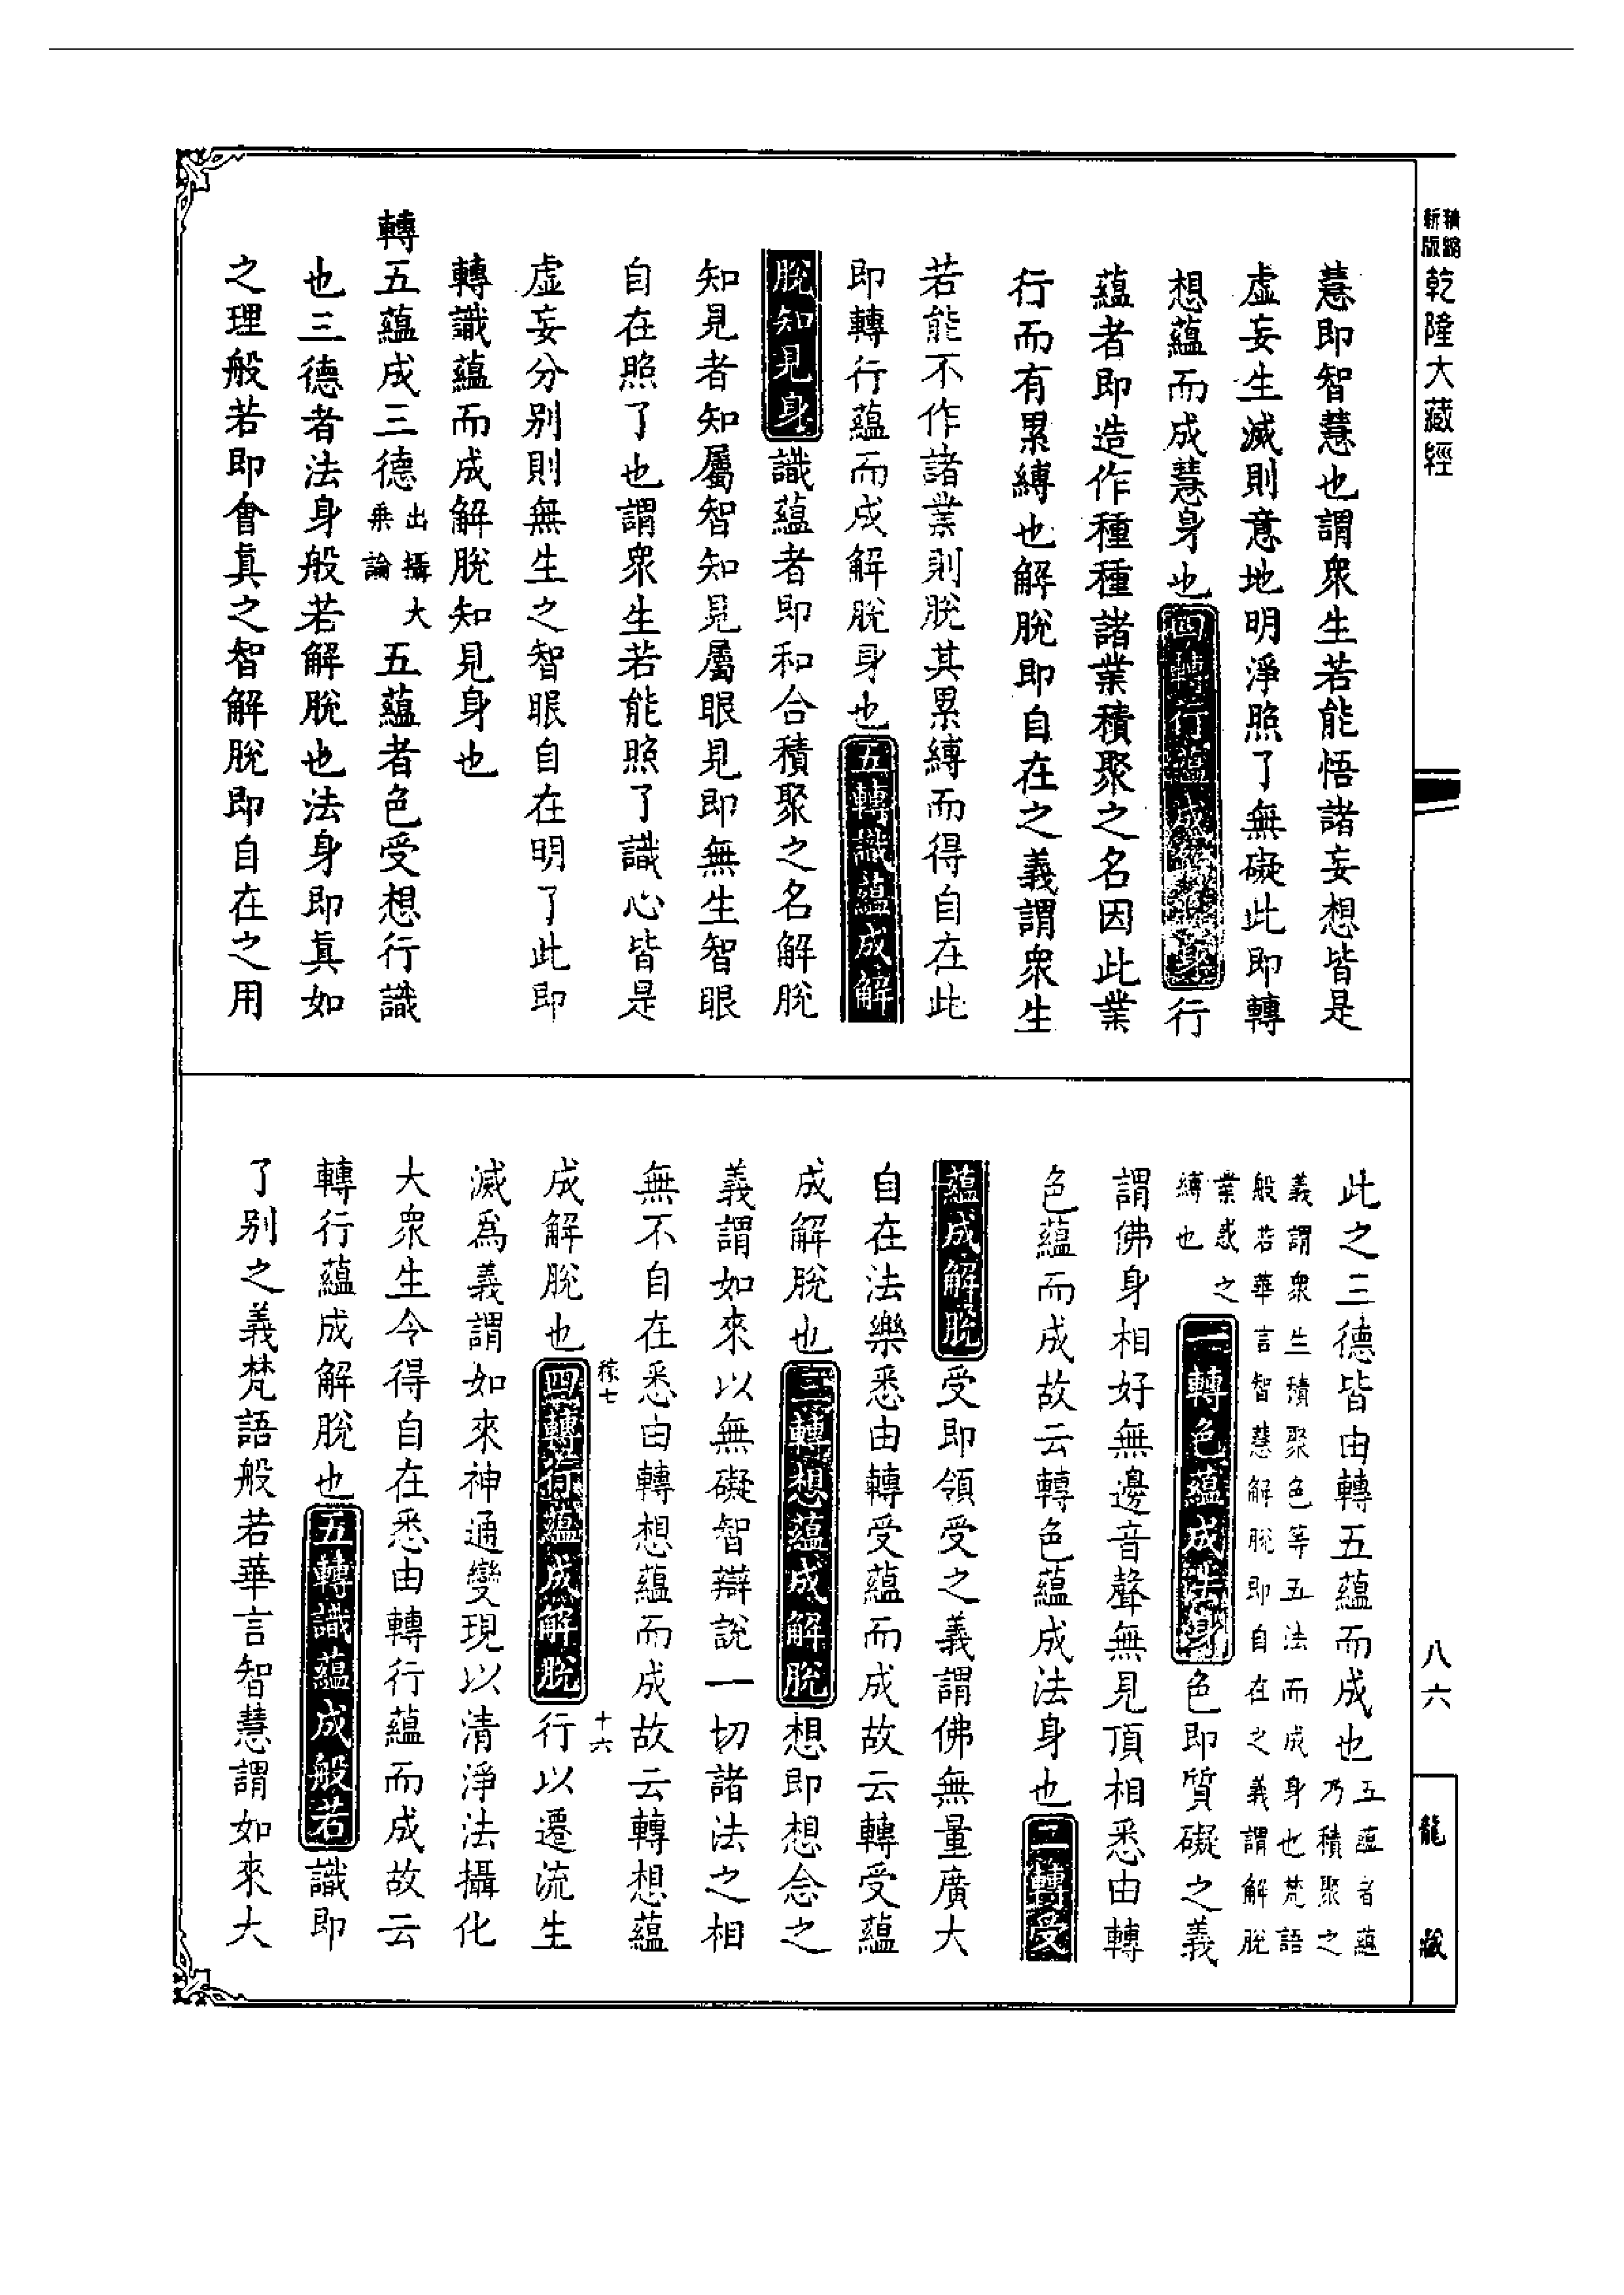 新版精縮乾隆大藏經
慧即智慧也謂衆生若能悟諸妄想皆是
虛妄生滅則意地明淨照了無礙此即轉
想蘊而成慧身也四轉行蘊成解脫身行
蘊者即造作種種諸業積聚之名因此業
行而有累縛也解脫即自在之義謂衆生
若能不作諸業則脫其累縛而得自在此
即轉行蘊而成解脫身也五轉識蘊成解
脫知見身識蘊者即和合積聚之名解脫
知見者知屬智知見屬眼見即無生智眼
自在照了也謂衆生若能照了識心皆是
虛妄分別則無生之智眼自在明了此即
轉識蘊而成解脫知見身也
轉五蘊成三德出攝大乘論五蘊者色受想行識
也三德者法身般若解脫也法身即眞如
之理般若即會眞之智解脫即自在之用
此之三德皆由轉五蘊而成也五蘊者蘊乃積聚之
義謂衆生積聚色等五法而成身也梵語
般若華言智慧解脫即自在之義謂解脫
業惑之縛也一轉色蘊成法身色即質礙之義
謂佛身相好無邊音聲無見頂相悉由轉
色蘊而成故云轉色蘊成法身也二轉受
蘊成解脫受即領受之義謂佛無量廣大
自在法樂悉由轉受蘊而成故云轉受蘊
成解脫也三轉想蘊成解脫想即想念之
義謂如來以無礙智辯說一切諸法之相
無不自在悉由轉想蘊而成故云轉想蘊
稼七
十六
成解脫也四轉行蘊成解脫行以遷流生
滅爲義謂如來神通變現以清淨法攝化
大衆生令得自在悉由轉行蘊而成故云
轉行蘊成解脫也五轉識蘊成般若識即
了別之義梵語般若華言智慧謂如來大
八六
龍藏